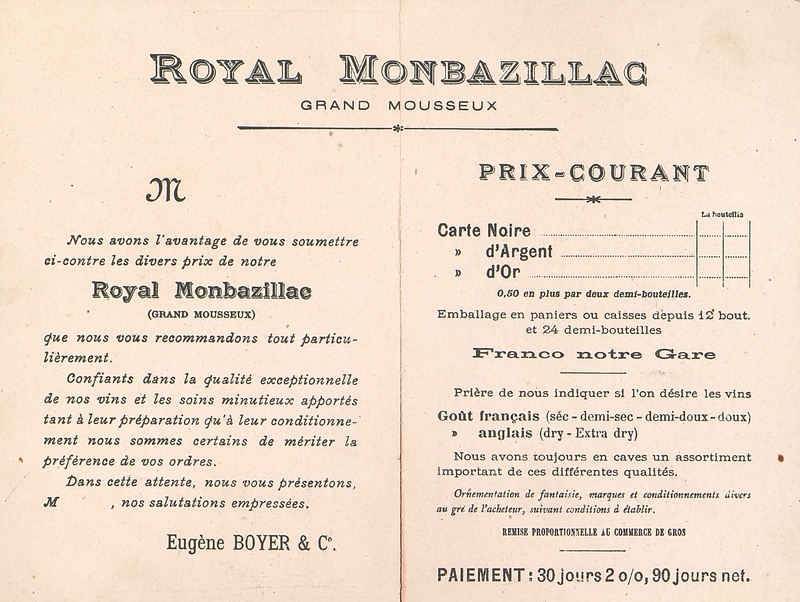 ROYAL MONBAZILLAC
GRAND MOUSSEUX
M
Nous avons l'avantage de vous soumettre
ci-contre les divers prix de notre
Royal Monbazillac
(GRAND MOUSSEUX)
que nous vous recommandons tout particu-
lièrement.
Confiants dans la qualité exceptionnelle
de nos vins et les soins minutieux apportés
tant à leur préparation qu'à leur conditionne-
ment nous sommes certains de mériter la
préférence de vos ordres.
Dans cette attente, nous vous présentons,
M , nos salutations empressées.
Eugène BOYER & Cº.
PRIX-COURANT
La bouteille
Carte Noire
» d'Argent
» d'Or
0,50 en plus par deux demi-bouteilles.
Emballage en paniers ou caisses depuis 12 bout.
et 24 demi-bouteilles
Franco notre Gare
Prière de nous indiquer si l'on désire les vins
Goût français (séc - demi-sec - demi-doux - doux)
» anglais (dry - Extra dry)
Nous avons toujours en caves un assortiment
important de ces différentes qualités.
Ornementation de fantaisie, marques et conditionnements divers
au gré de l'acheteur, suivant conditions à établir.
REMISE PROPORTIONNELLE AU COMMERCE DE GROS
PAIEMENT : 30 jours 2 o/o, 90 jours net.